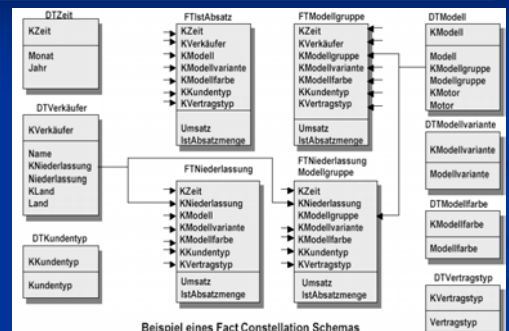 DTZeit
KZeit
Monat
Jahr
DTVerkäufer
KVerkäufer
Name
KNiederlassung
Niederlassung
KLand
Land
DTKundentyp
KKundentyp
Kundentyp
FTIstAbsatz
KZeit
KVerkäufer
KModell
KModellvariante
KModellfarbe
KKundentyp
KVertragstyp
Umsatz
IstAbsatzmenge
FTNiederlassung
KZeit
KNiederlassung
KModell
KModellvariante
KModellfarbe
KKundentyp
KVertragstyp
Umsatz
IstAbsatzmenge
FTModellgruppe
KZeit
KVerkäufer
KModellgruppe
KModellvariante
KModellfarbe
KKundentyp
KVertragstyp
Umsatz
IstAbsatzmenge
FTNiederlassung
Modellgruppe
KZeit
KNiederlassung
KModellgruppe
KModellvariante
KModellfarbe
KKundentyp
KVertragstyp
Umsatz
IstAbsatzmenge
DTModell
KModell
Modell
KModellgruppe
Modellgruppe
KMotor
Motor
DTModellvariante
KModellvariante
Modellvariante
DTModellfarbe
KModellfarbe
Modellfarbe
DTVertragstyp
KVertragstyp
Vertragstyp
Beispiel eines Fact Constellation Schemas